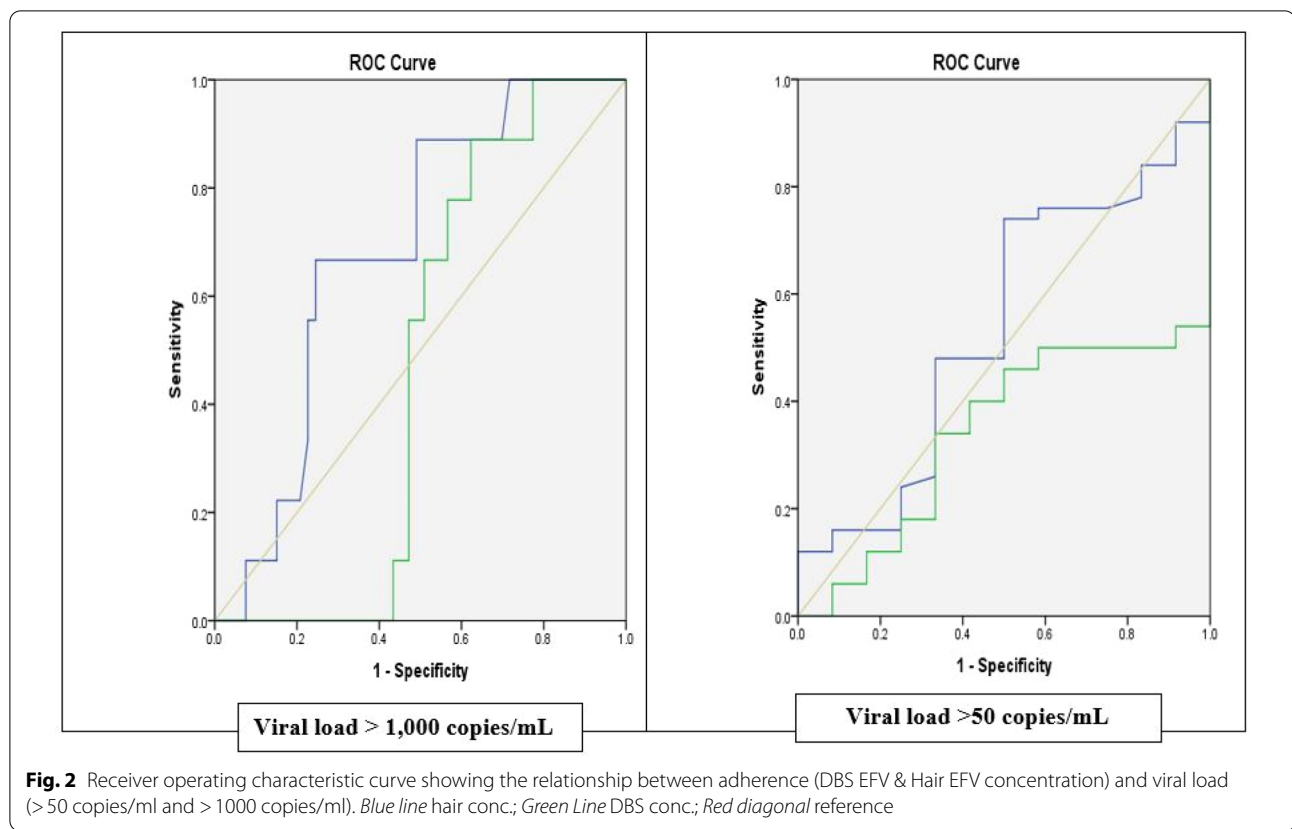 ROC Curve
1.0
0.8
0.6
0.4
0.2
0.0
Sensitivity
0.0 0.2 0.4 0.6 0.8 1.0
1 - Specificity
Viral load > 1,000 copies/mL
ROC Curve
1.0
0.8
0.6
0.4
0.2
0.0
Sensitivity
0.0 0.2 0.4 0.6 0.8 1.0
1 - Specificity
Viral load >50 copies/mL
Fig. 2 Receiver operating characteristic curve showing the relationship between adherence (DBS EFV & Hair EFV concentration) and viral load
(> 50 copies/ml and > 1000 copies/ml). Blue line hair conc.; Green Line DBS conc.; Red diagonal reference